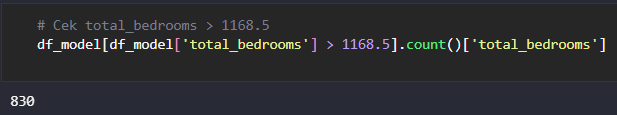 # Cek total_bedrooms > 1168.5
df_model[df_model['total_bedrooms'] > 1168.5].count()['total_bedrooms']
830